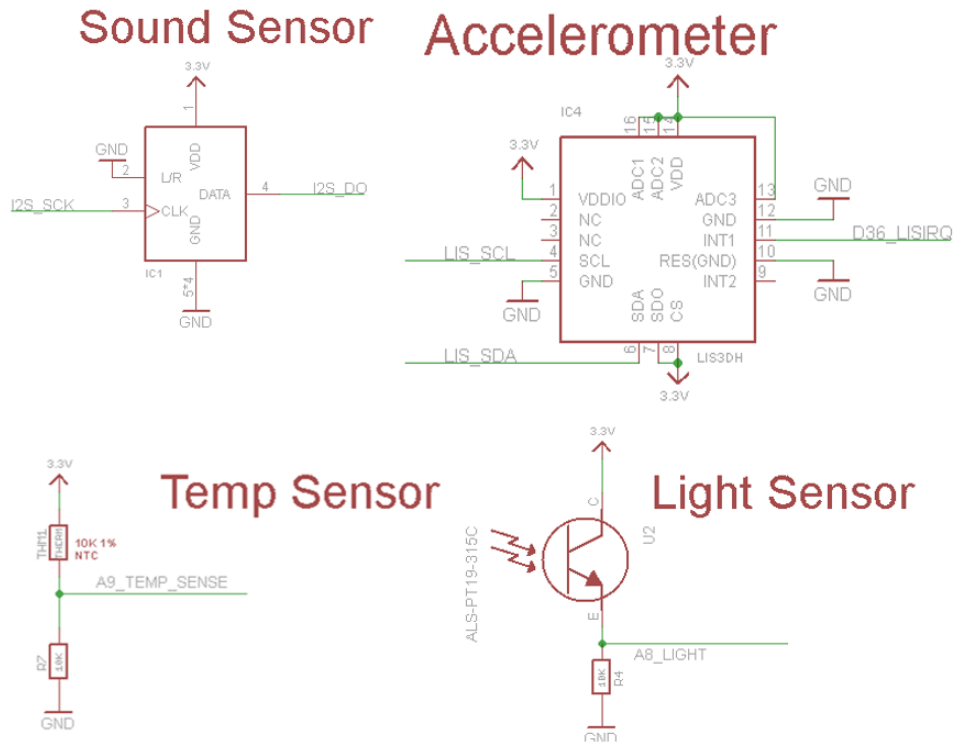 Sound Sensor
3.3V
1
VDD
GND
2
L/R
DATA
4
I2S_DO
I2S_SCK
3
CLK
GND
IC1
5*4
GND
Accelerometer
3.3V
IC4
16
15
14
ADC1
ADC2
VDD
3.3V
1
VDDIO
ADC3
13
GND
2
NC
GND
12
3
NC
INT1
11
D36_LISIRQ
LIS_SCL
4
SCL
RES(GND)
10
5
GND
INT2
9
GND
GND
SDA
SDO
CS
LIS_SDA
6
7
8
LIS3DH
3.3V
Temp Sensor
3.3V
THM1
THERM
10K 1%
NTC
A9_TEMP_SENSE
R7
10K
GND
Light Sensor
3.3V
C
U2
ALS-PT19-315C
E
A8_LIGHT
10K
R4
GND